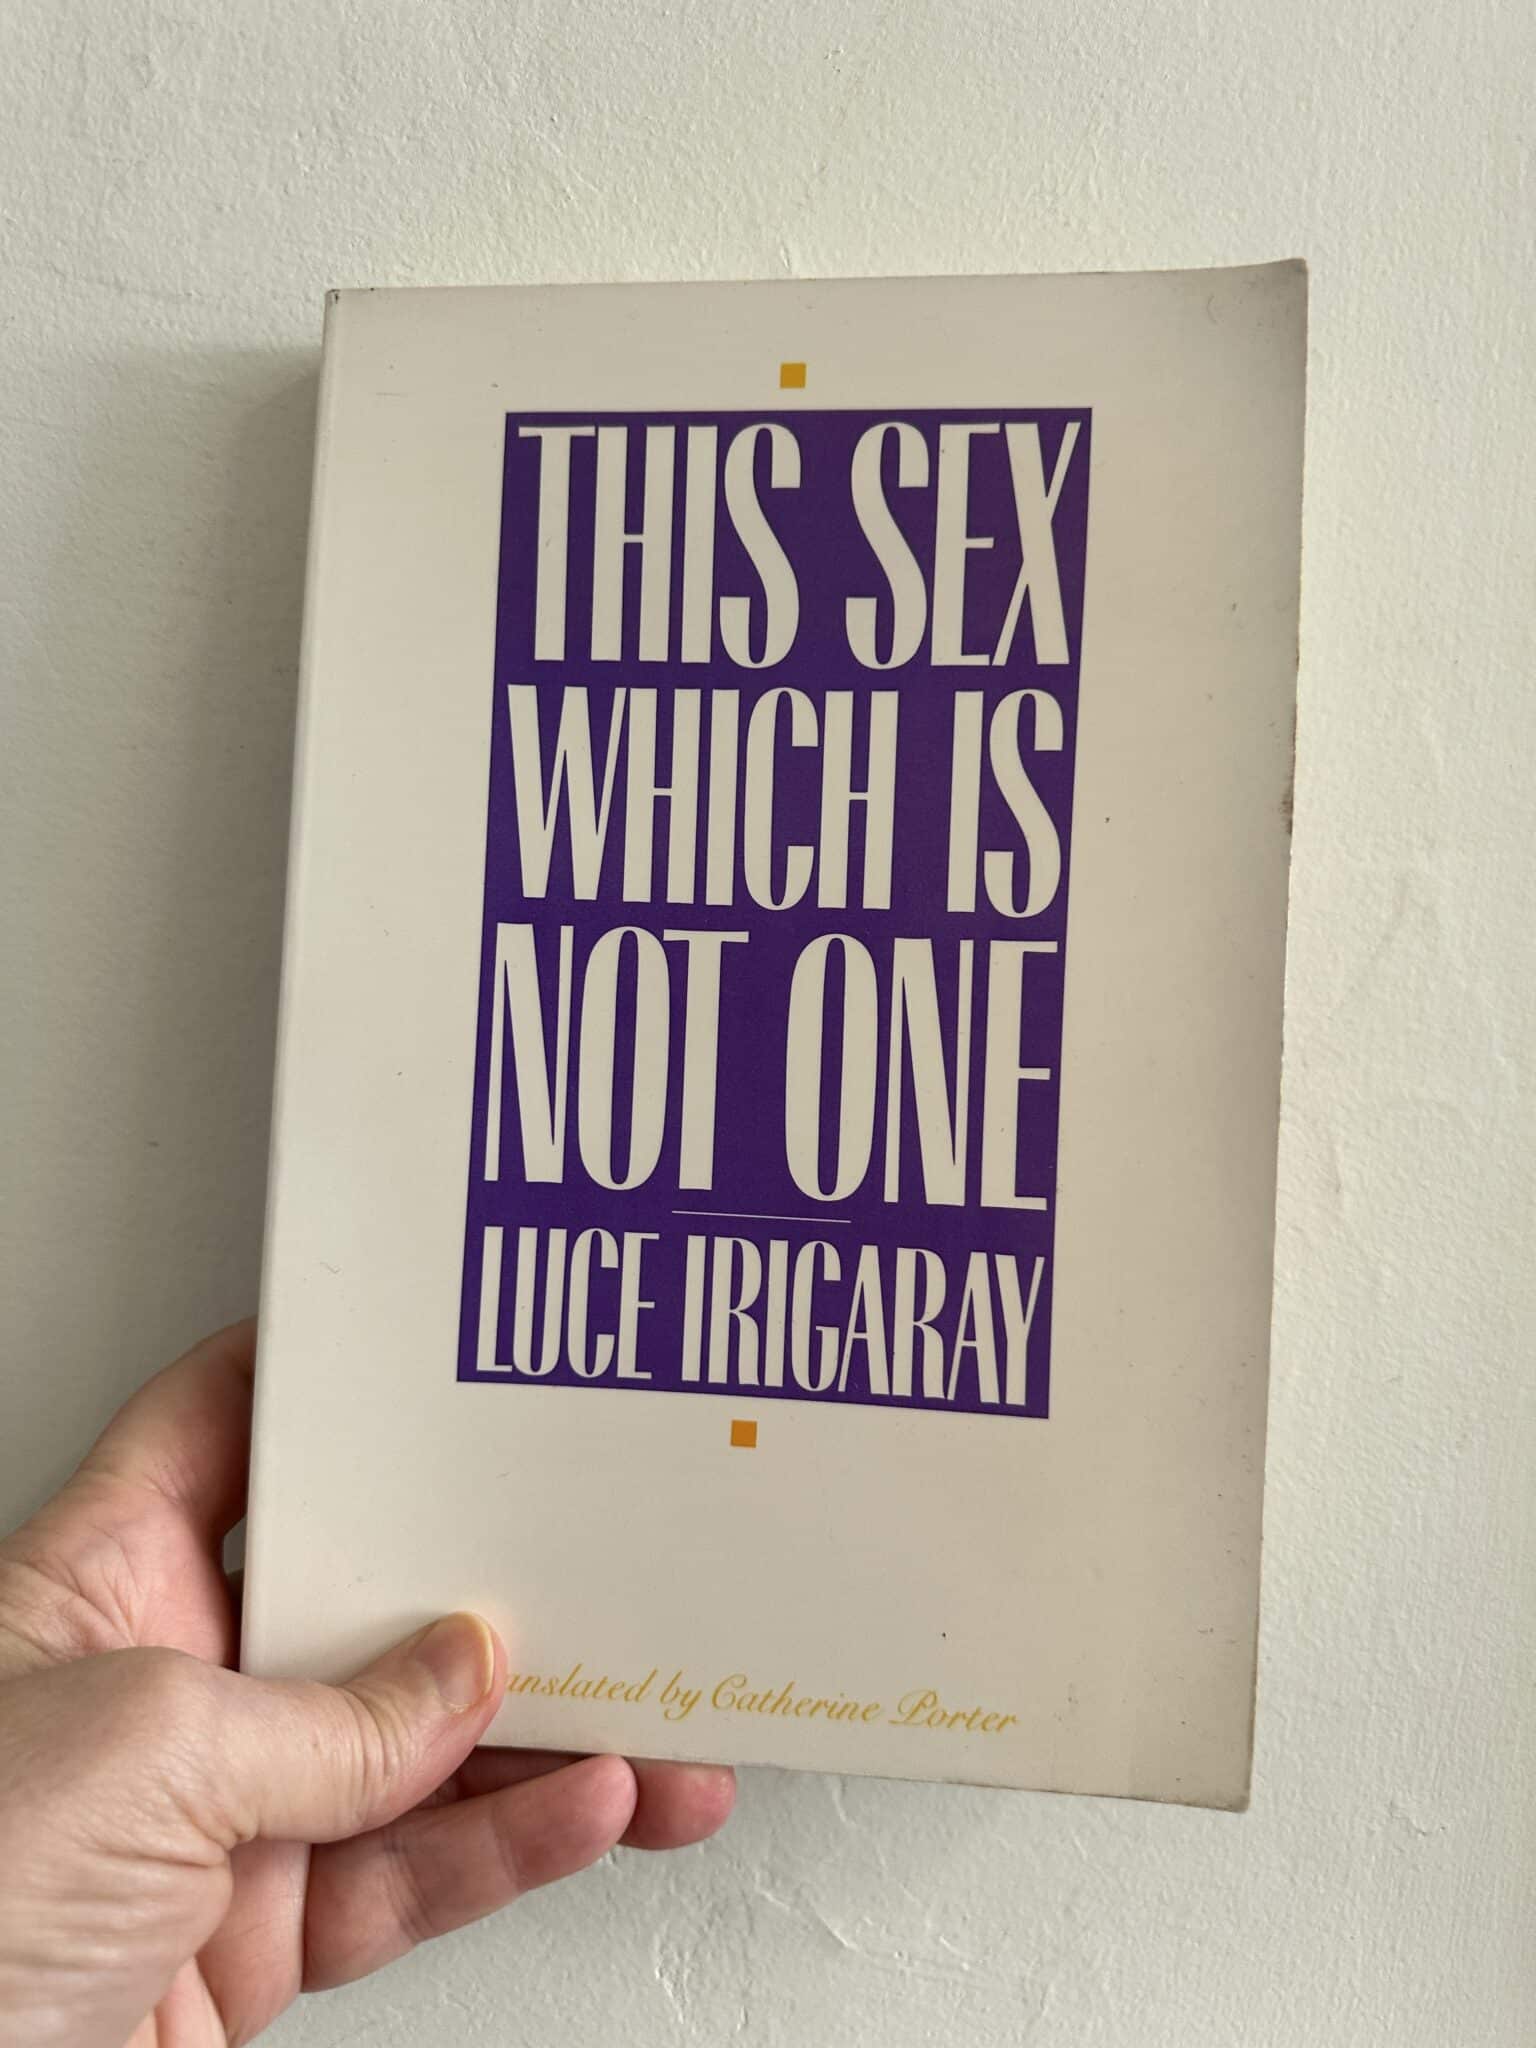 THIS SEX
WHICH IS
NOT ONE
LUCE IRIGARAY
anslated by Catherine Porter